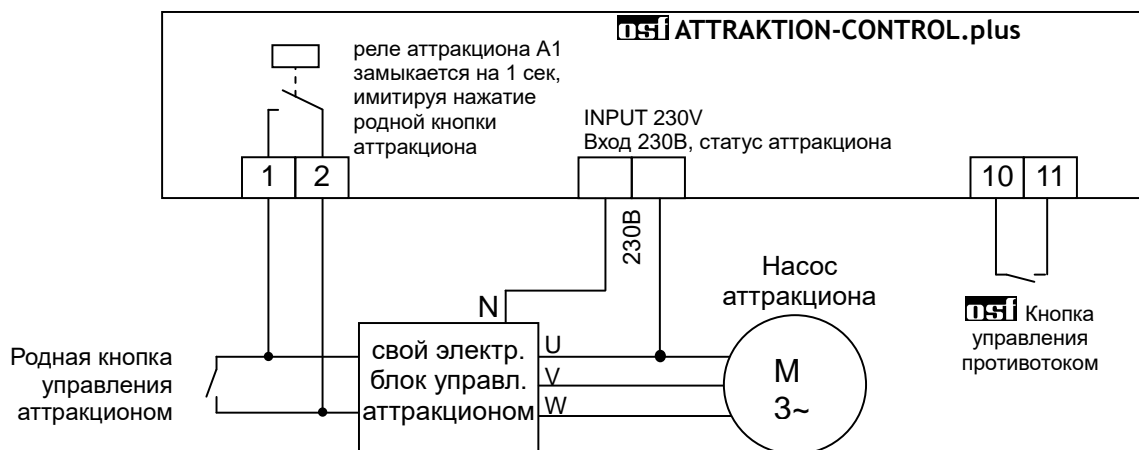 osf ATTRAKTION-CONTROL.plus
реле аттракциона A1
замыкается на 1 сек,
имитируя нажатие
родной кнопки
аттракциона
INPUT 230V
Вход 230В, статус аттракциона
1 2
10 11
230В
N
Насос
аттракциона
osf Кнопка
управления
противотоком
Родная кнопка
управления
аттракционом
свой электр.
блок управл.
аттракционом
U
V
W
M
3~